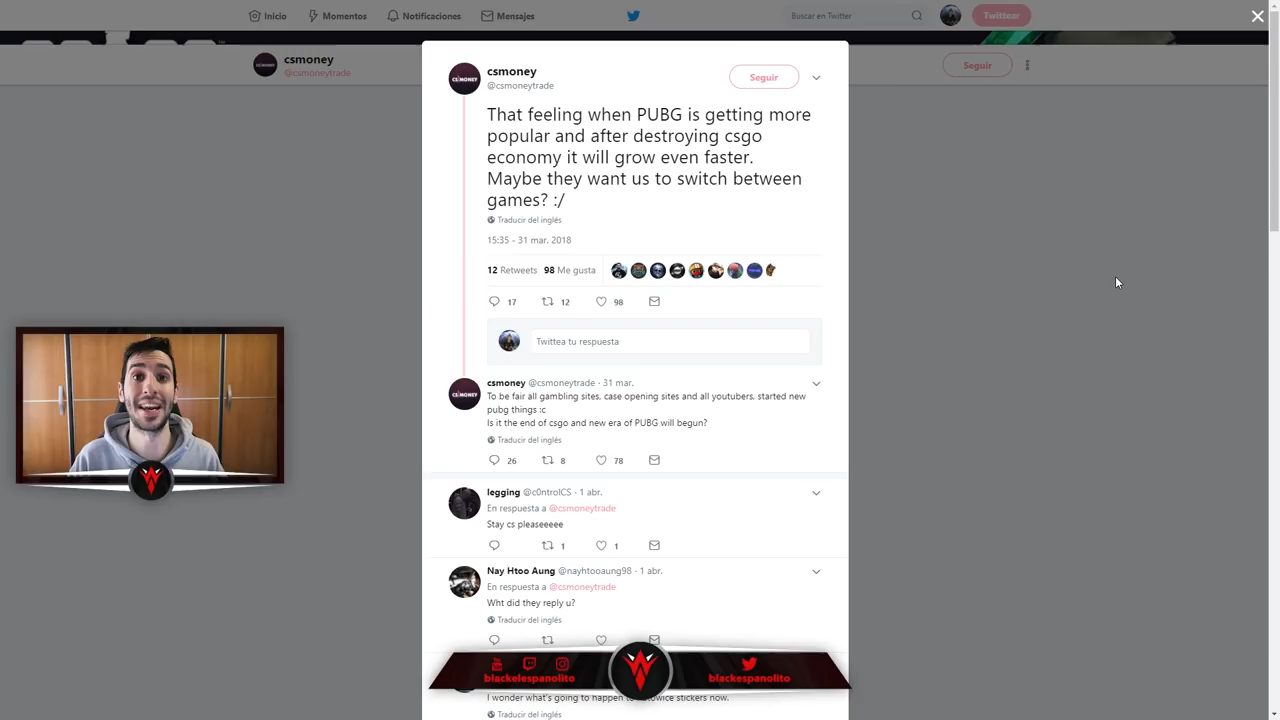 Inicio
Momentos
Notificaciones
Mensajes
Buscar en Twitter
Twittear
csmoney
@csmoneytrade
Seguir
CS.MONEY
csmoney
@csmoneytrade
Seguir
That feeling when PUBG is getting more
popular and after destroying csgo
economy it will grow even faster.
Maybe they want us to switch between
games? :/
Traducir del inglés
15:35 - 31 mar. 2018
12 Retweets 98 Me gusta
17 12 98
Twittea tu respuesta
CS.MONEY
csmoney @csmoneytrade · 31 mar.
To be fair all gambling sites, case opening sites and all youtubers, started new
pubg things :c
Is it the end of csgo and new era of PUBG will begun?
Traducir del inglés
26 8 78
legging @c0ntrolCS · 1 abr.
En respuesta a @csmoneytrade
Stay cs pleaseeeee
1 1
Nay Htoo Aung @nayhtooaung98 · 1 abr.
En respuesta a @csmoneytrade
Wht did they reply u?
Traducir del inglés
blackelespanolito
blackespanolito
I wonder what's going to happen to
stickers now.
Traducir del inglés